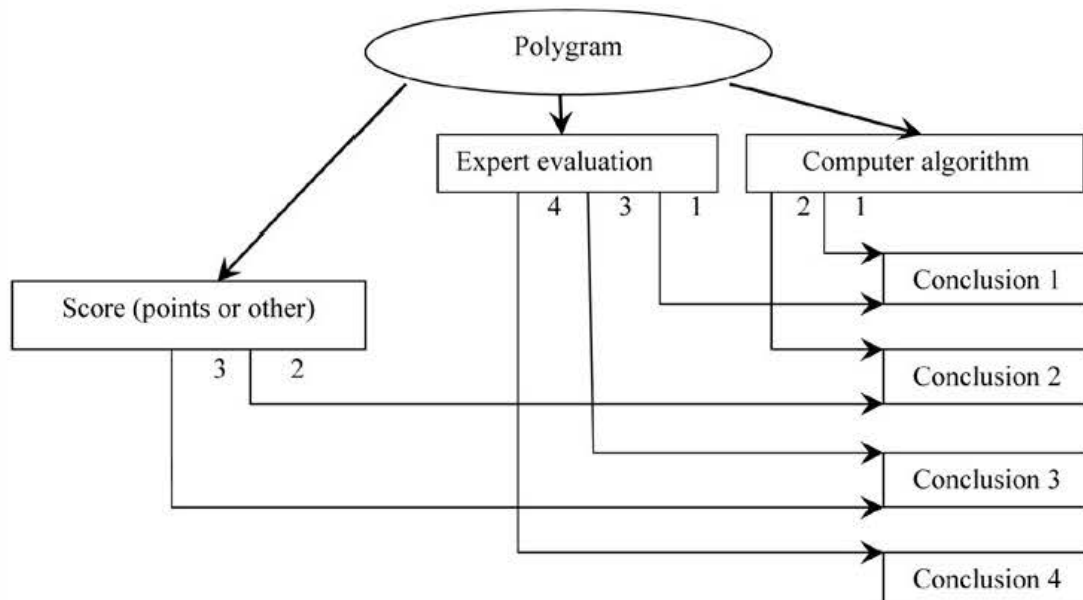 Polygram
Expert evaluation
Computer algorithm
4 3 1
2 1
Conclusion 1
Score (points or other)
3 2
Conclusion 2
Conclusion 3
Conclusion 4